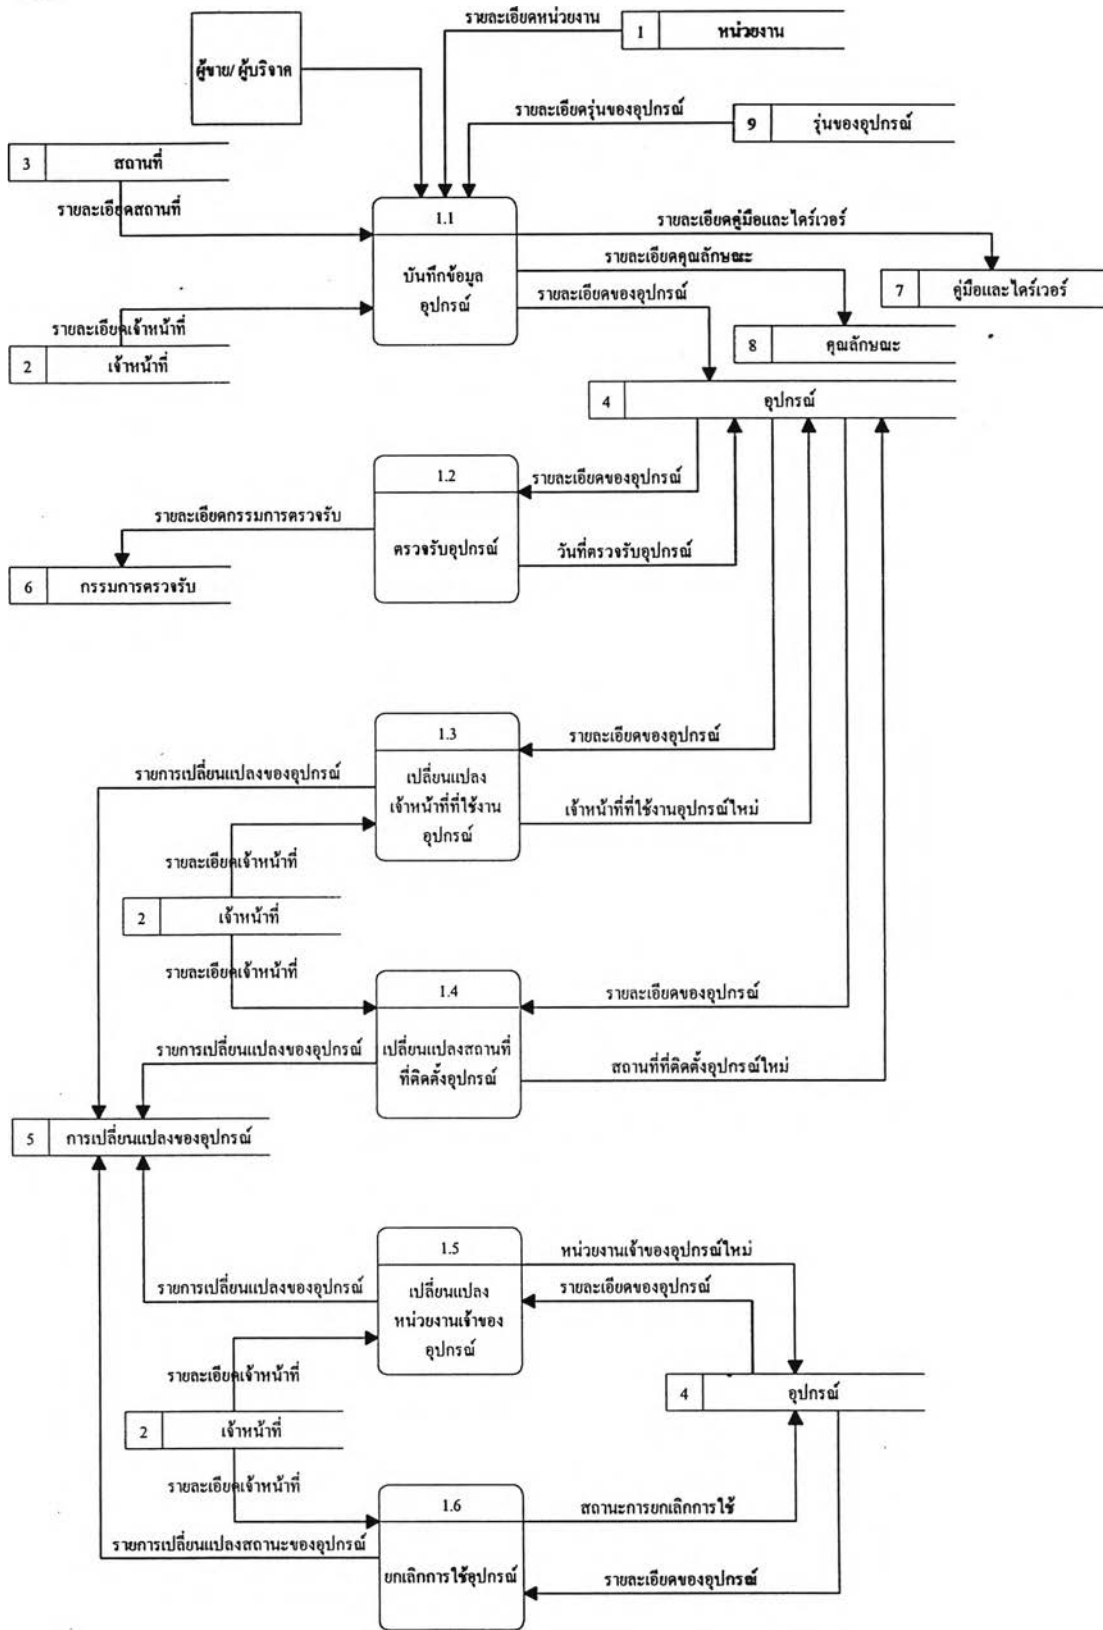 รายละเอียดหน่วยงาน
1 หน่วยงาน
ผู้ขาย/ ผู้บริจาค
รายละเอียดรุ่นของอุปกรณ์
9 รุ่นของอุปกรณ์
3 สถานที่
รายละเอียดสถานที่
1.1
รายละเอียดคู่มือและไดร์เวอร์
บันทึกข้อมูล
อุปกรณ์
รายละเอียดคุณลักษณะ
รายละเอียดของอุปกรณ์
7 คู่มือและไดร์เวอร์
รายละเอียดเจ้าหน้าที่
2 เจ้าหน้าที่
8 คุณลักษณะ
4 อุปกรณ์
1.2
รายละเอียดของอุปกรณ์
รายละเอียดกรรมการตรวจรับ
ตรวจรับอุปกรณ์
วันที่ตรวจรับอุปกรณ์
6 กรรมการตรวจรับ
1.3
รายละเอียดของอุปกรณ์
รายการเปลี่ยนแปลงของอุปกรณ์
เปลี่ยนแปลง
เจ้าหน้าที่ที่ใช้งาน
อุปกรณ์
เจ้าหน้าที่ที่ใช้งานอุปกรณ์ใหม่
รายละเอียดเจ้าหน้าที่
2 เจ้าหน้าที่
รายละเอียดเจ้าหน้าที่
1.4
รายละเอียดของอุปกรณ์
รายการเปลี่ยนแปลงของอุปกรณ์
เปลี่ยนแปลงสถานที่
ที่ติดตั้งอุปกรณ์
สถานที่ที่ติดตั้งอุปกรณ์ใหม่
5 การเปลี่ยนแปลงของอุปกรณ์
1.5
หน่วยงานเจ้าของอุปกรณ์ใหม่
รายการเปลี่ยนแปลงของอุปกรณ์
เปลี่ยนแปลง
หน่วยงานเจ้าของ
อุปกรณ์
รายละเอียดของอุปกรณ์
รายละเอียดเจ้าหน้าที่
4 อุปกรณ์
2 เจ้าหน้าที่
รายละเอียดเจ้าหน้าที่
1.6
สถานะการยกเลิกการใช้
รายการเปลี่ยนแปลงสถานะของอุปกรณ์
ยกเลิกการใช้อุปกรณ์
รายละเอียดของอุปกรณ์